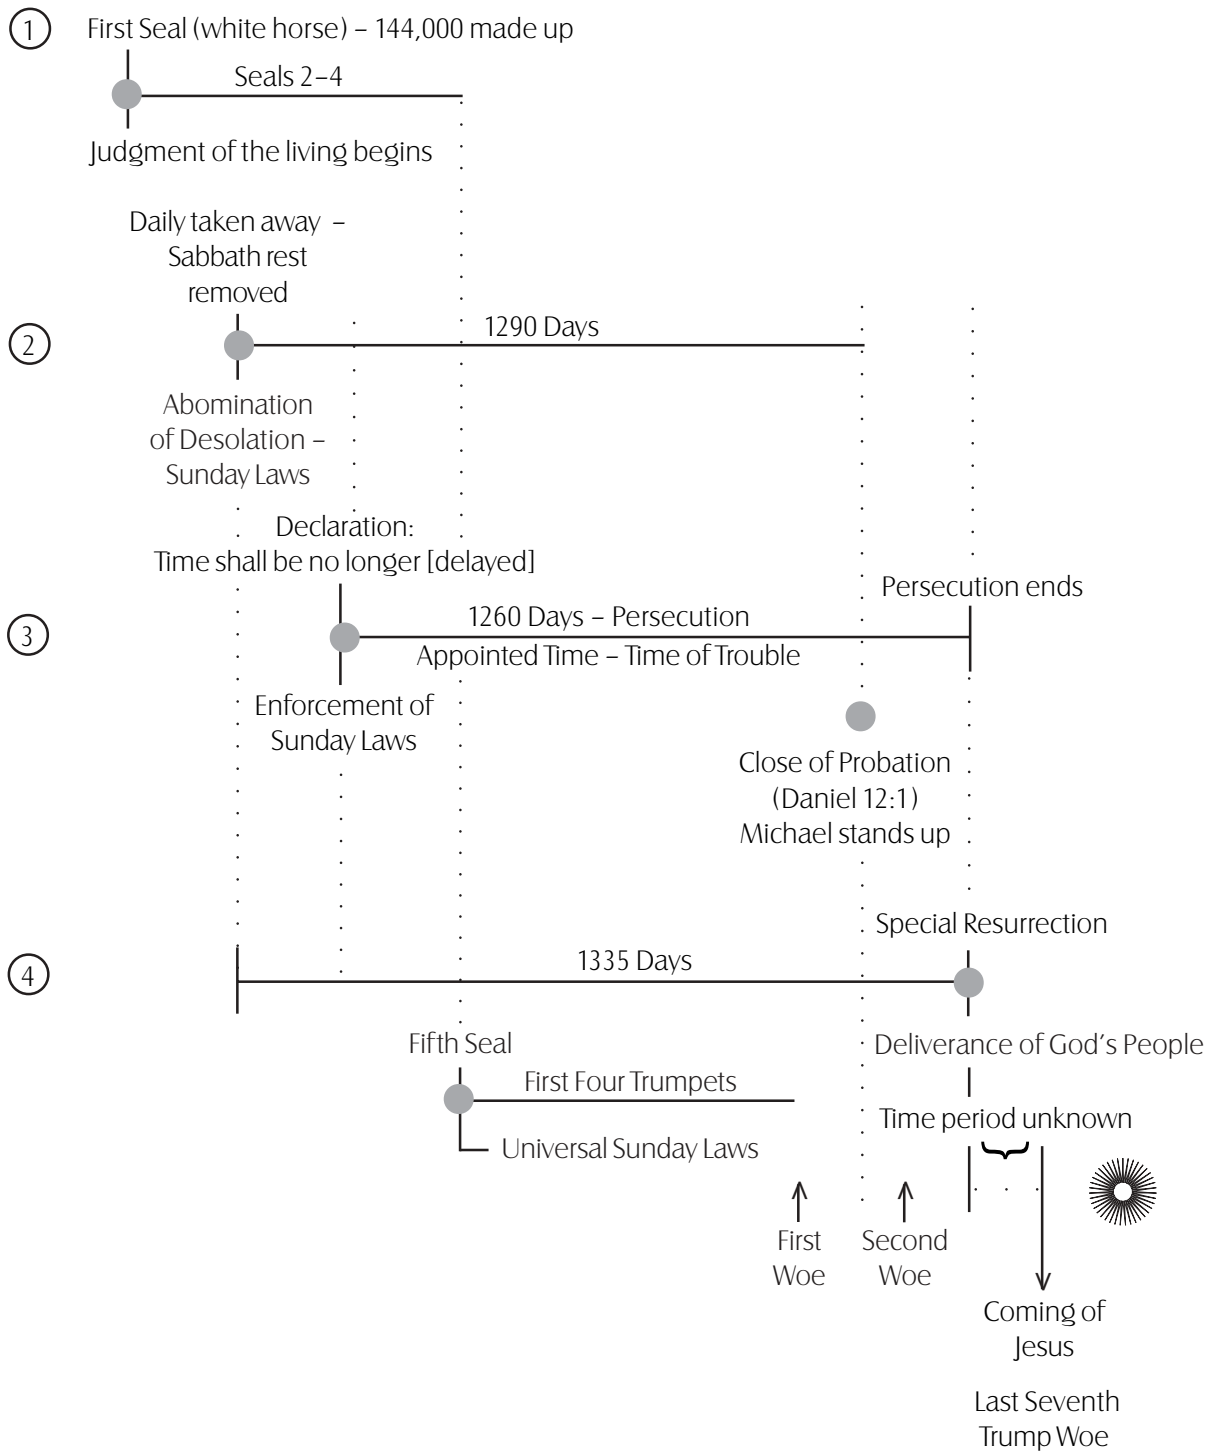 1
First Seal (white horse) – 144,000 made up
Seals 2–4
Judgment of the living begins
Daily taken away –
Sabbath rest
removed
2
1290 Days
Abomination
of Desolation –
Sunday Laws
Declaration:
Time shall be no longer [delayed]
Persecution ends
3
1260 Days – Persecution
Appointed Time – Time of Trouble
Enforcement of
Sunday Laws
Close of Probation
(Daniel 12:1)
Michael stands up
Special Resurrection
4
1335 Days
Fifth Seal
Deliverance of God's People
First Four Trumpets
Time period unknown
Universal Sunday Laws
First
Woe
Second
Woe
Coming of
Jesus
Last Seventh
Trump Woe